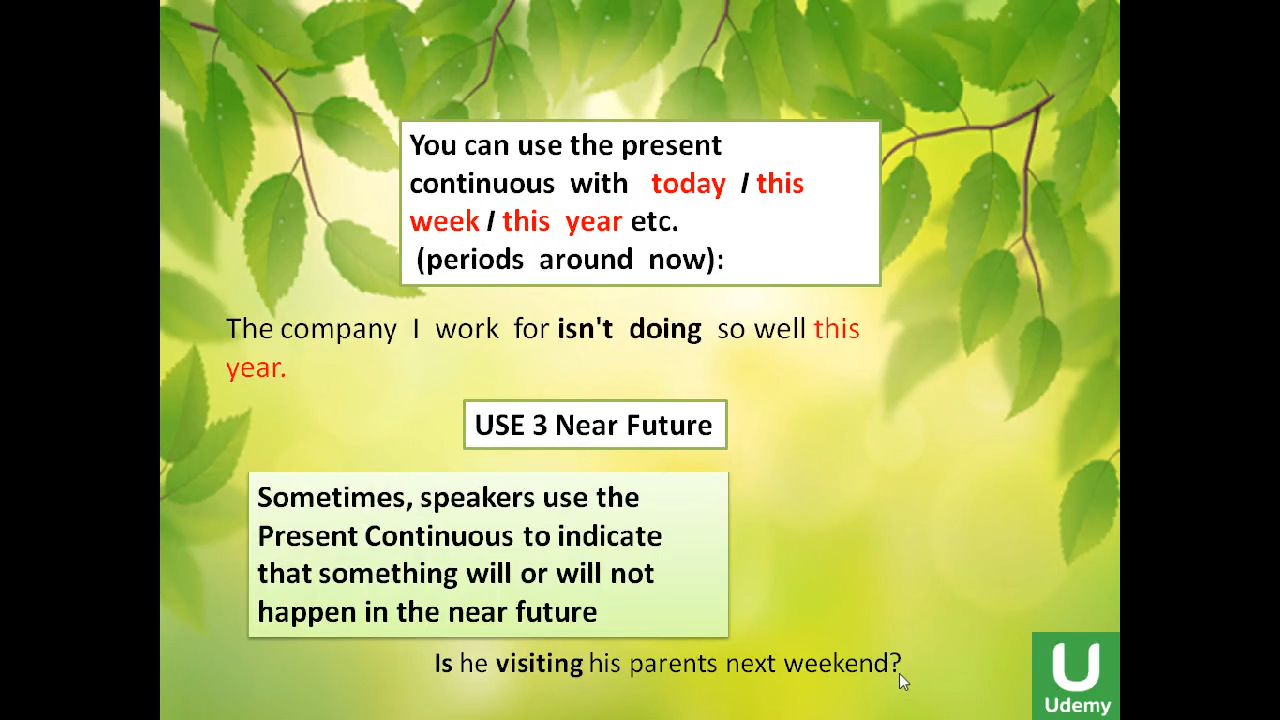 You can use the present
continuous with today / this
week / this year etc.
(periods around now):
The company I work for isn't doing so well this
year.
USE 3 Near Future
Sometimes, speakers use the
Present Continuous to indicate
that something will or will not
happen in the near future
Is he visiting his parents next weekend?
U
Udemy